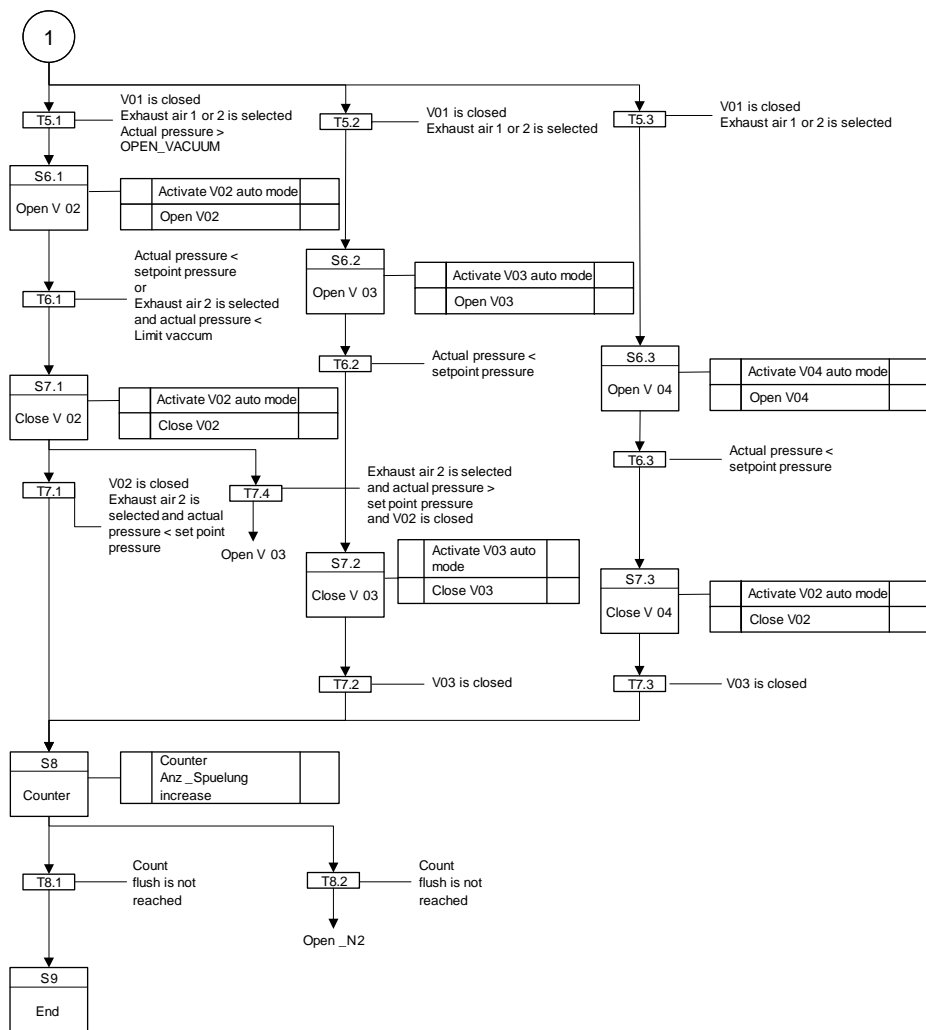 1
T5.1
V01 is closed
Exhaust air 1 or 2 is selected
Actual pressure >
OPEN_VACUUM
T5.2
V01 is closed
Exhaust air 1 or 2 is selected
T5.3
V01 is closed
Exhaust air 1 or 2 is selected
S6.1
Open V 02
Activate V02 auto mode
Open V02
S6.2
Open V 03
Activate V03 auto mode
Open V03
T6.1
Actual pressure <
setpoint pressure
or
Exhaust air 2 is selected
and actual pressure <
Limit vaccum
T6.2
Actual pressure <
setpoint pressure
S6.3
Open V 04
Activate V04 auto mode
Open V04
S7.1
Close V 02
Activate V02 auto mode
Close V02
T6.3
Actual pressure <
setpoint pressure
T7.1
V02 is closed
Exhaust air 2 is
selected and actual
pressure < set point
pressure
T7.4
Exhaust air 2 is selected
and actual pressure >
set point pressure
and V02 is closed
Open V 03
S7.2
Close V 03
Activate V03 auto
mode
Close V03
S7.3
Close V 04
Activate V02 auto mode
Close V02
T7.2
V03 is closed
T7.3
V03 is closed
S8
Counter
Counter
Anz _Spuelung
increase
T8.1
Count
flush is not
reached
T8.2
Count
flush is not
reached
Open _N2
S9
End